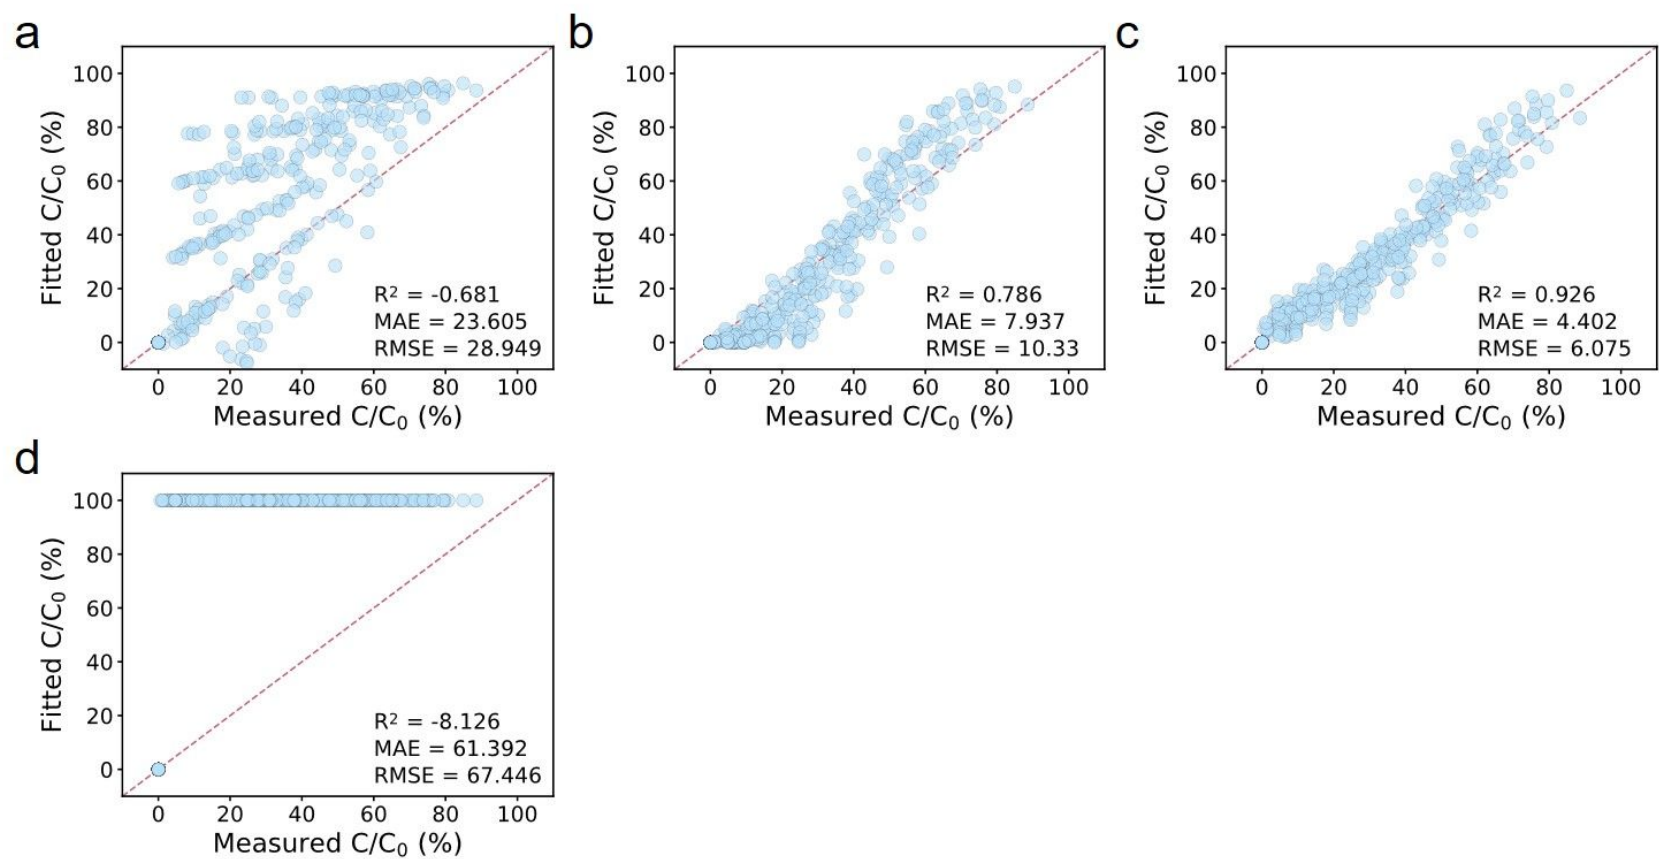 a
100
80
60
40
20
0
Fitted C/C₀ (%)
R² = -0.681
MAE = 23.605
RMSE = 28.949
0 20 40 60 80 100
Measured C/C₀ (%)
b
100
80
60
40
20
0
Fitted C/C₀ (%)
R² = 0.786
MAE = 7.937
RMSE = 10.33
0 20 40 60 80 100
Measured C/C₀ (%)
c
100
80
60
40
20
0
Fitted C/C₀ (%)
R² = 0.926
MAE = 4.402
RMSE = 6.075
0 20 40 60 80 100
Measured C/C₀ (%)
d
100
80
60
40
20
0
Fitted C/C₀ (%)
R² = -8.126
MAE = 61.392
RMSE = 67.446
0 20 40 60 80 100
Measured C/C₀ (%)